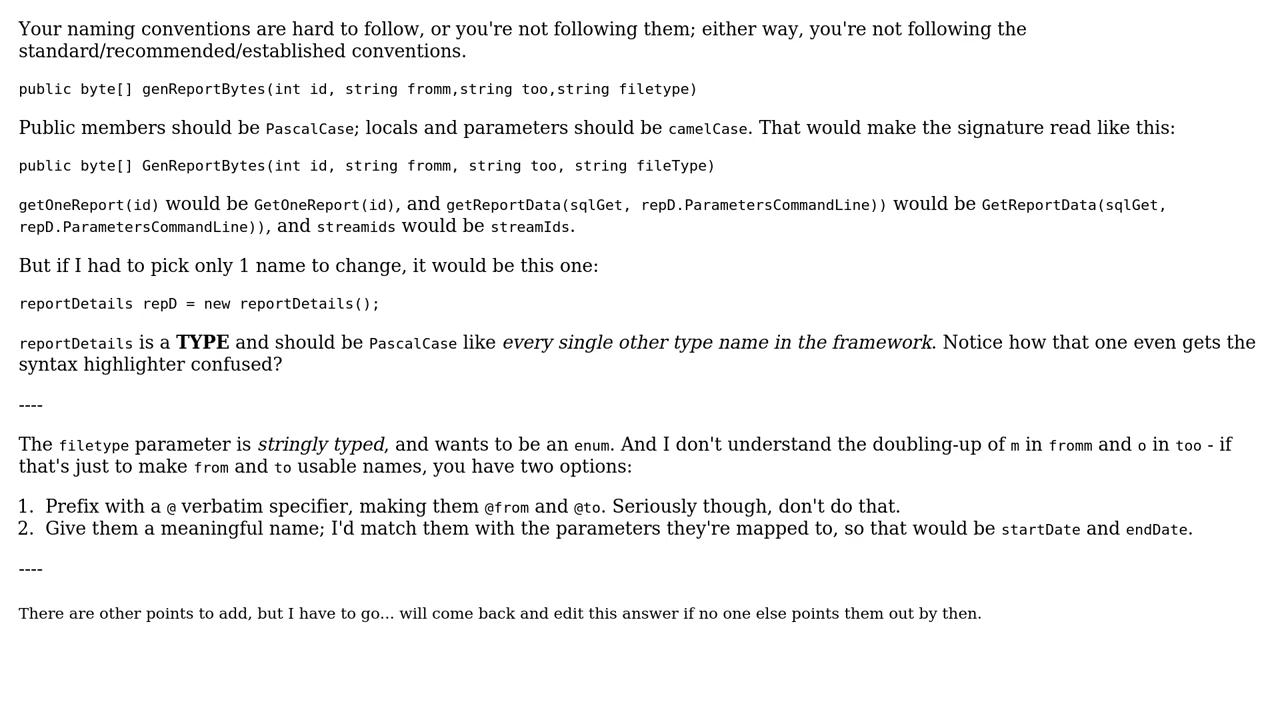 Your naming conventions are hard to follow, or you're not following them; either way, you're not following the
standard/recommended/established conventions.
public byte[] genReportBytes(int id, string fromm,string too,string filetype)
Public members should be PascalCase; locals and parameters should be camelCase. That would make the signature read like this:
public byte[] GenReportBytes(int id, string fromm, string too, string fileType)
getOneReport(id) would be GetOneReport(id), and getReportData(sqlGet, repD.ParametersCommandLine)) would be GetReportData(sqlGet,
repD.ParametersCommandLine)), and streamids would be streamIds.
But if I had to pick only 1 name to change, it would be this one:
reportDetails repD = new reportDetails();
reportDetails is a TYPE and should be PascalCase like every single other type name in the framework. Notice how that one even gets the
syntax highlighter confused?
----
The filetype parameter is stringly typed, and wants to be an enum. And I don't understand the doubling-up of m in fromm and o in too - if
that's just to make from and to usable names, you have two options:
1. Prefix with a @ verbatim specifier, making them @from and @to. Seriously though, don't do that.
2. Give them a meaningful name; I'd match them with the parameters they're mapped to, so that would be startDate and endDate.
----
There are other points to add, but I have to go... will come back and edit this answer if no one else points them out by then.